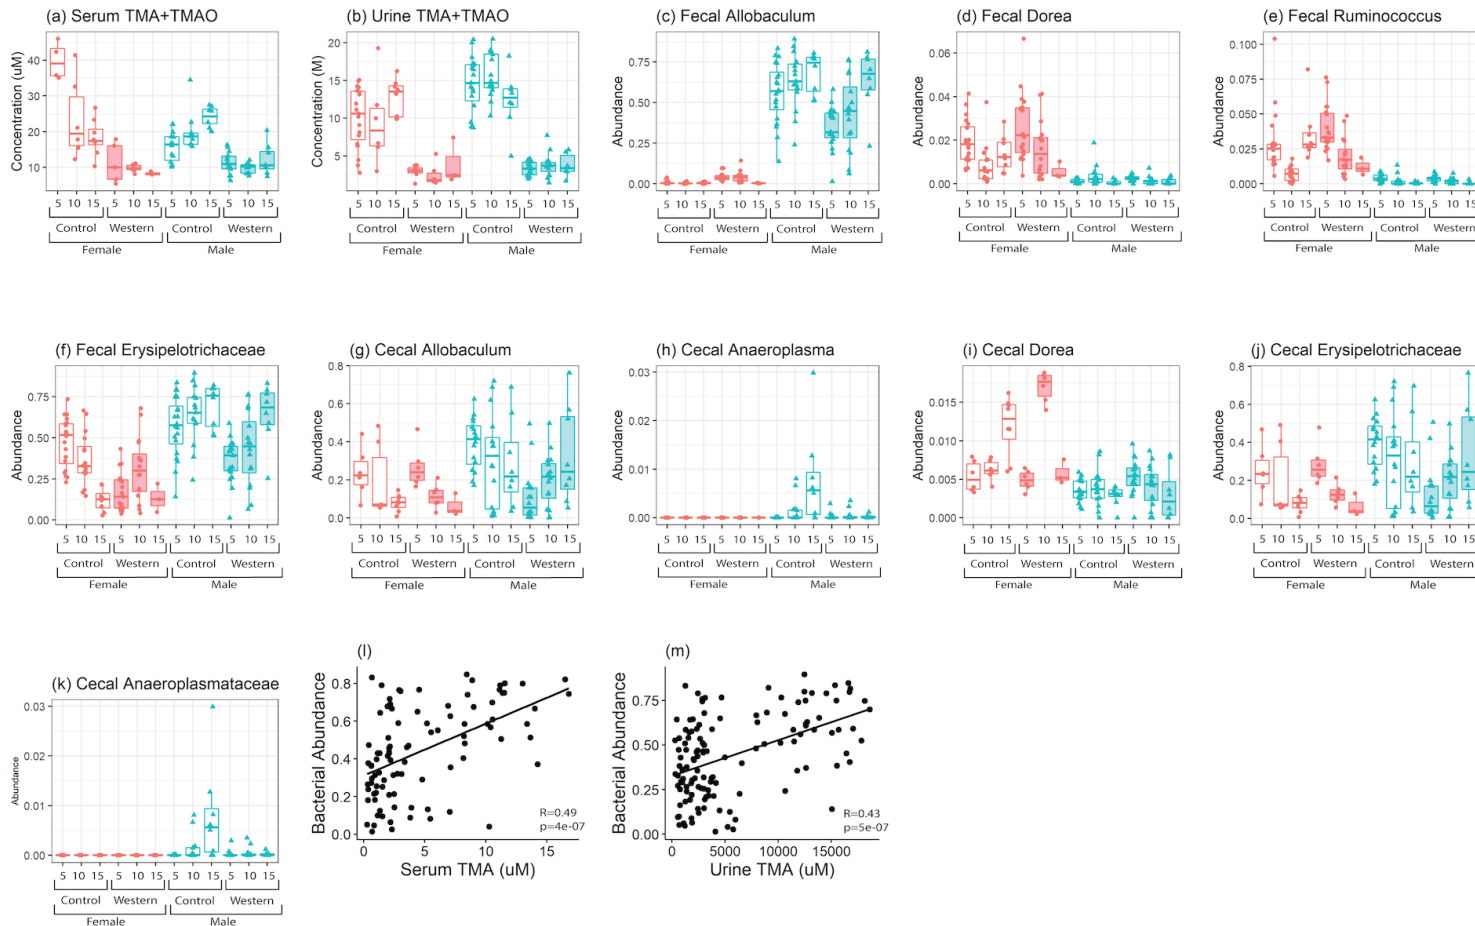 (a) Serum TMA+TMAO
Concentration (uM)
40
30
20
10
5 10 15 5 10 15 5 10 15 5 10 15
Control Western Control Western
Female Male
(b) Urine TMA+TMAO
Concentration (M)
20
15
10
5
5 10 15 5 10 15 5 10 15 5 10 15
Control Western Control Western
Female Male
(c) Fecal Allobaculum
Abundance
0.75
0.50
0.25
0.00
5 10 15 5 10 15 5 10 15 5 10 15
Control Western Control Western
Female Male
(d) Fecal Dorea
Abundance
0.06
0.04
0.02
0.00
5 10 15 5 10 15 5 10 15 5 10 15
Control Western Control Western
Female Male
(e) Fecal Ruminococcus
Abundance
0.100
0.075
0.050
0.025
0.000
5 10 15 5 10 15 5 10 15 5 10 15
Control Western Control Western
Female Male
(f) Fecal Erysipelotrichaceae
Abundance
0.75
0.50
0.25
0.00
5 10 15 5 10 15 5 10 15 5 10 15
Control Western Control Western
Female Male
(g) Cecal Allobaculum
Abundance
0.8
0.6
0.4
0.2
0.0
5 10 15 5 10 15 5 10 15 5 10 15
Control Western Control Western
Female Male
(h) Cecal Anaeroplasma
Abundance
0.03
0.02
0.01
0.00
5 10 15 5 10 15 5 10 15 5 10 15
Control Western Control Western
Female Male
(i) Cecal Dorea
Abundance
0.015
0.010
0.005
0.000
5 10 15 5 10 15 5 10 15 5 10 15
Control Western Control Western
Female Male
(j) Cecal Erysipelotrichaceae
Abundance
0.8
0.6
0.4
0.2
0.0
5 10 15 5 10 15 5 10 15 5 10 15
Control Western Control Western
Female Male
(k) Cecal Anaeroplasmataceae
Abundance
0.03
0.02
0.01
0.00
5 10 15 5 10 15 5 10 15 5 10 15
Control Western Control Western
Female Male
(l)
Bacterial Abundance
0.8
0.6
0.4
0.2
0.0
R=0.49
p=4e-07
0 5 10 15
Serum TMA (uM)
(m)
Bacterial Abundance
0.75
0.50
0.25
0.00
R=0.43
p=5e-07
0 5000 10000 15000
Urine TMA (uM)